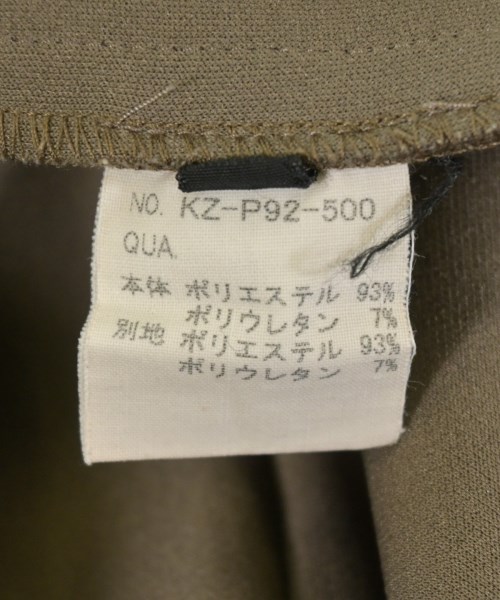 NO. KZ-P92-500
QUA.
本体 ポリエステル 93%
ポリウレタン 7%
別地 ポリエステル 93%
ポリウレタン 7%